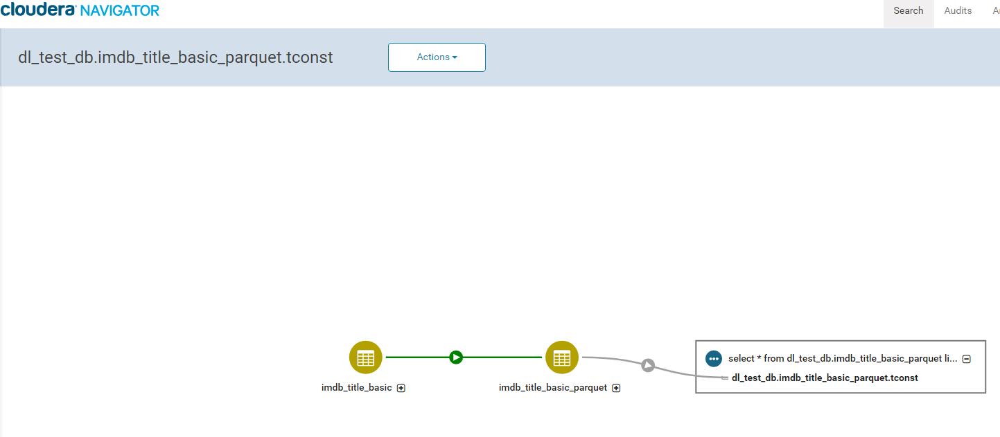 cloudera NAVIGATOR
Search Audits
dl_test_db.imdb_title_basic_parquet.tconst
Actions
select * from dl_test_db.imdb_title_basic_parquet li...
dl_test_db.imdb_title_basic_parquet.tconst
imdb_title_basic
imdb_title_basic_parquet